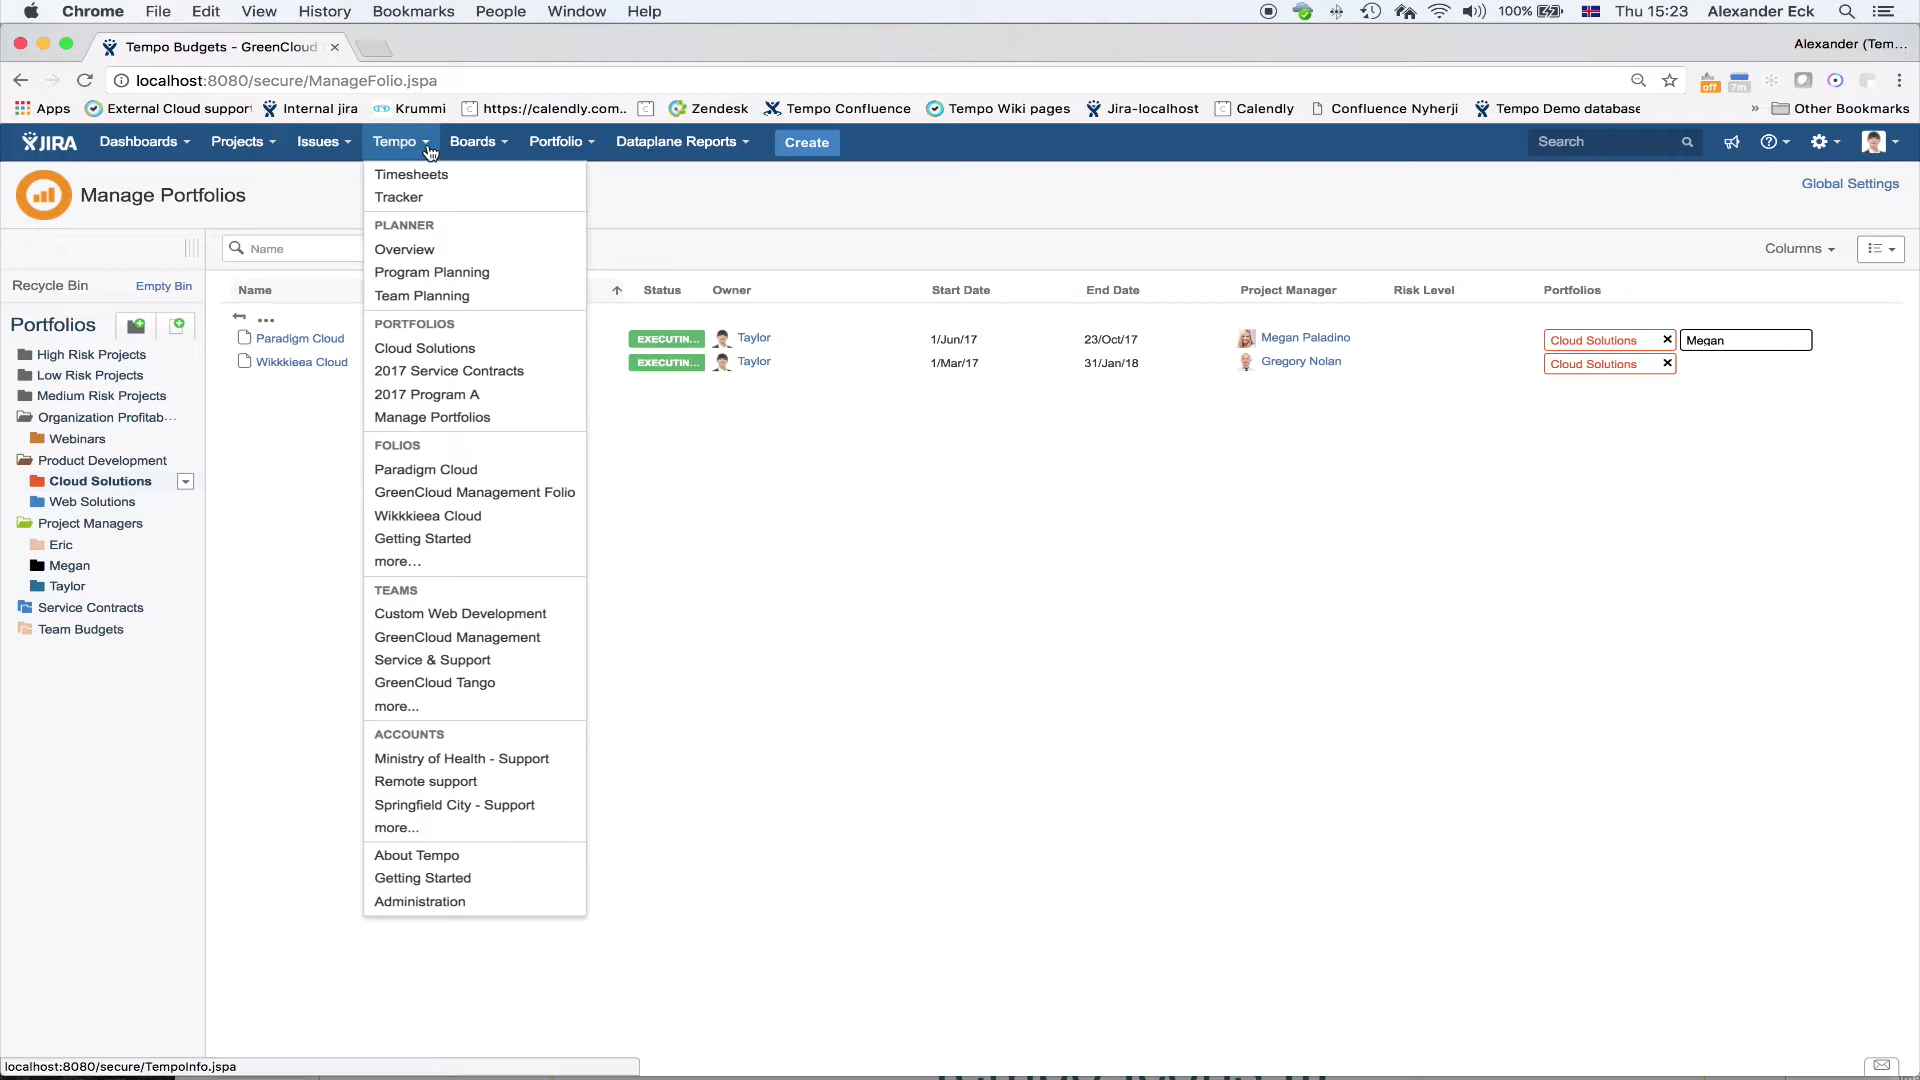 Chrome File Edit View History Bookmarks People Window Help 100% Thu 15:23 Alexander Eck
Tempo Budgets - GreenCloud Alexander (Tem...
localhost:8080/secure/ManageFolio.jspa off 7m
Apps External Cloud support Internal jira Krummi https://calendly.com.. Zendesk Tempo Confluence Tempo Wiki pages Jira-localhost Calendly Confluence Nyherji Tempo Demo database » Other Bookmarks
JIRA Dashboards Projects Issues Tempo Boards Portfolio Dataplane Reports Create Search
Manage Portfolios Global Settings
Timesheets
Tracker
PLANNER
Overview
Program Planning
Team Planning
PORTFOLIOS
Cloud Solutions
2017 Service Contracts
2017 Program A
Manage Portfolios
FOLIOS
Paradigm Cloud
GreenCloud Management Folio
Wikkkieea Cloud
Getting Started
more...
TEAMS
Custom Web Development
GreenCloud Management
Service & Support
GreenCloud Tango
more...
ACCOUNTS
Ministry of Health - Support
Remote support
Springfield City - Support
more...
About Tempo
Getting Started
Administration
Recycle Bin Empty Bin
Portfolios
High Risk Projects
Low Risk Projects
Medium Risk Projects
Organization Profitab...
Webinars
Product Development
Cloud Solutions
Web Solutions
Project Managers
Eric
Megan
Taylor
Service Contracts
Team Budgets
Name Columns
Name Status Owner Start Date End Date Project Manager Risk Level Portfolios
...
Paradigm Cloud EXECUTIN... Taylor 1/Jun/17 23/Oct/17 Megan Paladino Cloud Solutions Megan
Wikkkieea Cloud EXECUTIN... Taylor 1/Mar/17 31/Jan/18 Gregory Nolan Cloud Solutions
localhost:8080/secure/TempoInfo.jspa